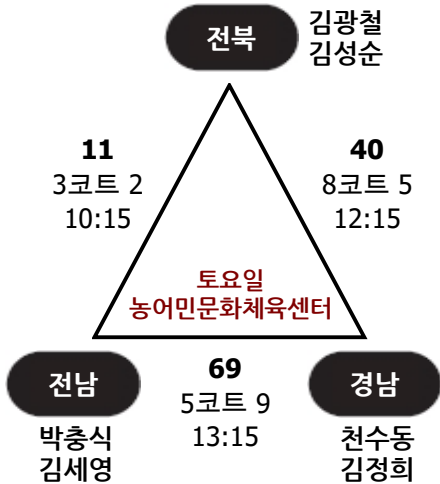 전북
김광철
김성순
11
3코트 2
10:15
40
8코트 5
12:15
토요일
농어민문화체육센터
전남
박충식
김세영
69
5코트 9
13:15
경남
천수동
김정희